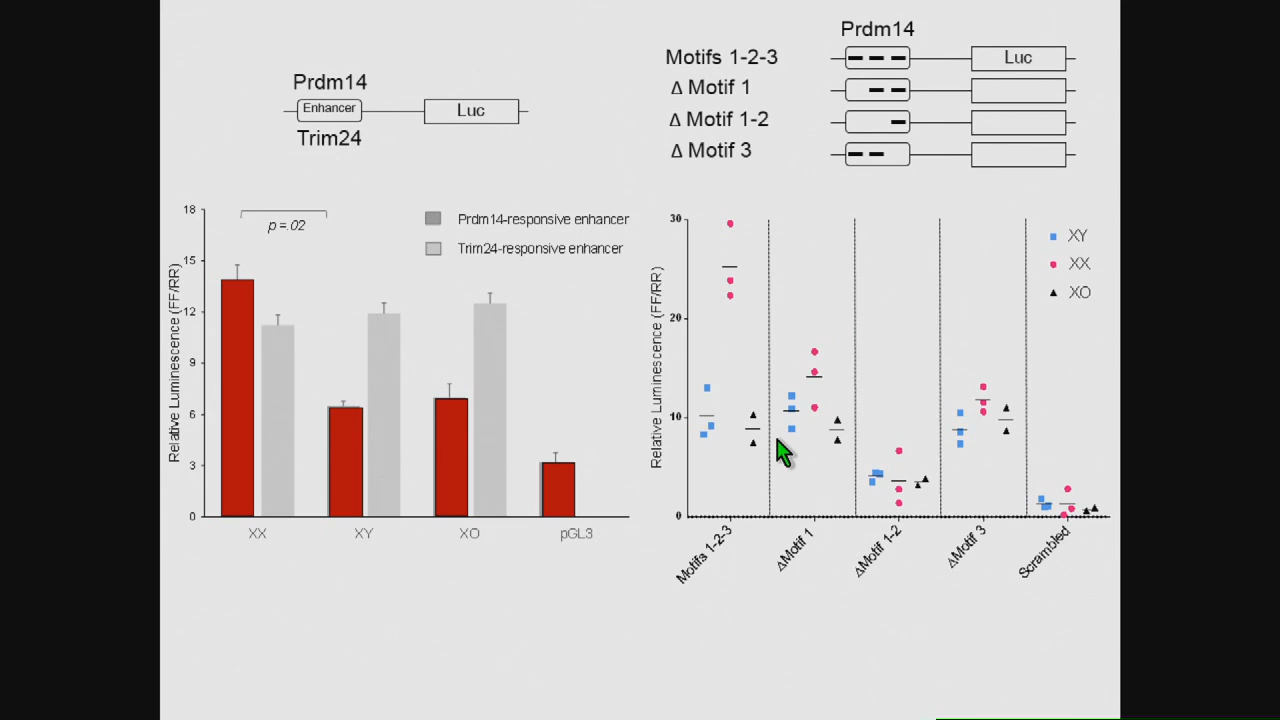 Prdm14
Enhancer
Luc
Trim24
Prdm14
Motifs 1-2-3
Luc
Δ Motif 1
Δ Motif 1-2
Δ Motif 3
Relative Luminescence (FF/RR)
18
15
12
9
6
3
0
p =.02
Prdm14-responsive enhancer
Trim24-responsive enhancer
XX
XY
XO
pGL3
Relative Luminescence (FF/RR)
30
20
10
0
XY
XX
XO
Motifs 1-2-3
ΔMotif 1
ΔMotif 1-2
ΔMotif 3
Scrambled